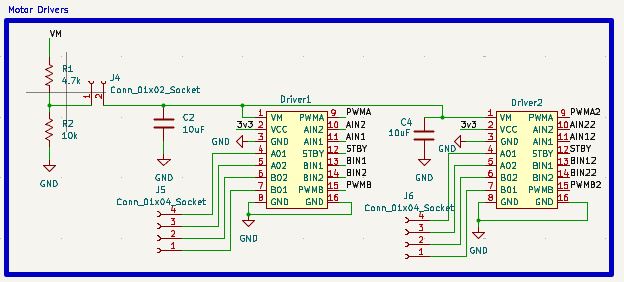 Motor Drivers
VM
R1
4.7k
J4
Conn_01x02_Socket
1
2
R2
10k
GND
C2
10uF
GND
Driver1
1 VM PWMA 9 PWMA
3v3 2 VCC AIN2 10 AIN2
GND 3 GND AIN1 11 AIN1
4 AO1 STBY 12 STBY
5 AO2 BIN1 13 BIN1
6 BO2 BIN2 14 BIN2
7 BO1 PWMB 15 PWMB
8 GND GND 16
GND
J5
Conn_01x04_Socket
4
3
2
1
C4
10uF
GND
Driver2
1 VM PWMA 9 PWMA2
3v3 2 VCC AIN2 10 AIN22
GND 3 GND AIN1 11 AIN12
4 AO1 STBY 12 STBY
5 AO2 BIN1 13 BIN12
6 BO2 BIN2 14 BIN22
7 BO1 PWMB 15 PWMB2
8 GND GND 16
GND
J6
Conn_01x04_Socket
4
3
2
1